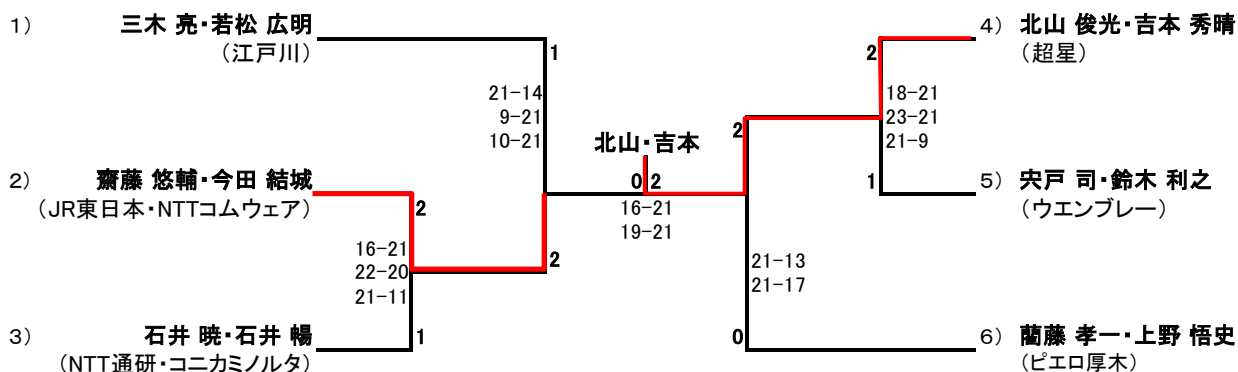 1) 三木 亮・若松 広明
(江戸川)
1
21-14
9-21
10-21
2) 齋藤 悠輔・今田 結城
(JR東日本・NTTコムウェア)
2
16-21
22-20
21-11
2
3) 石井 暁・石井 暢
(NTT通研・コニカミノルタ)
1
北山・吉本
0 2
16-21
19-21
4) 北山 俊光・吉本 秀晴
(超星)
2
18-21
23-21
21-9
2
5) 宍戸 司・鈴木 利之
(ウエンブレー)
1
21-13
21-17
6) 藺藤 孝一・上野 悟史
(ピエロ厚木)
0